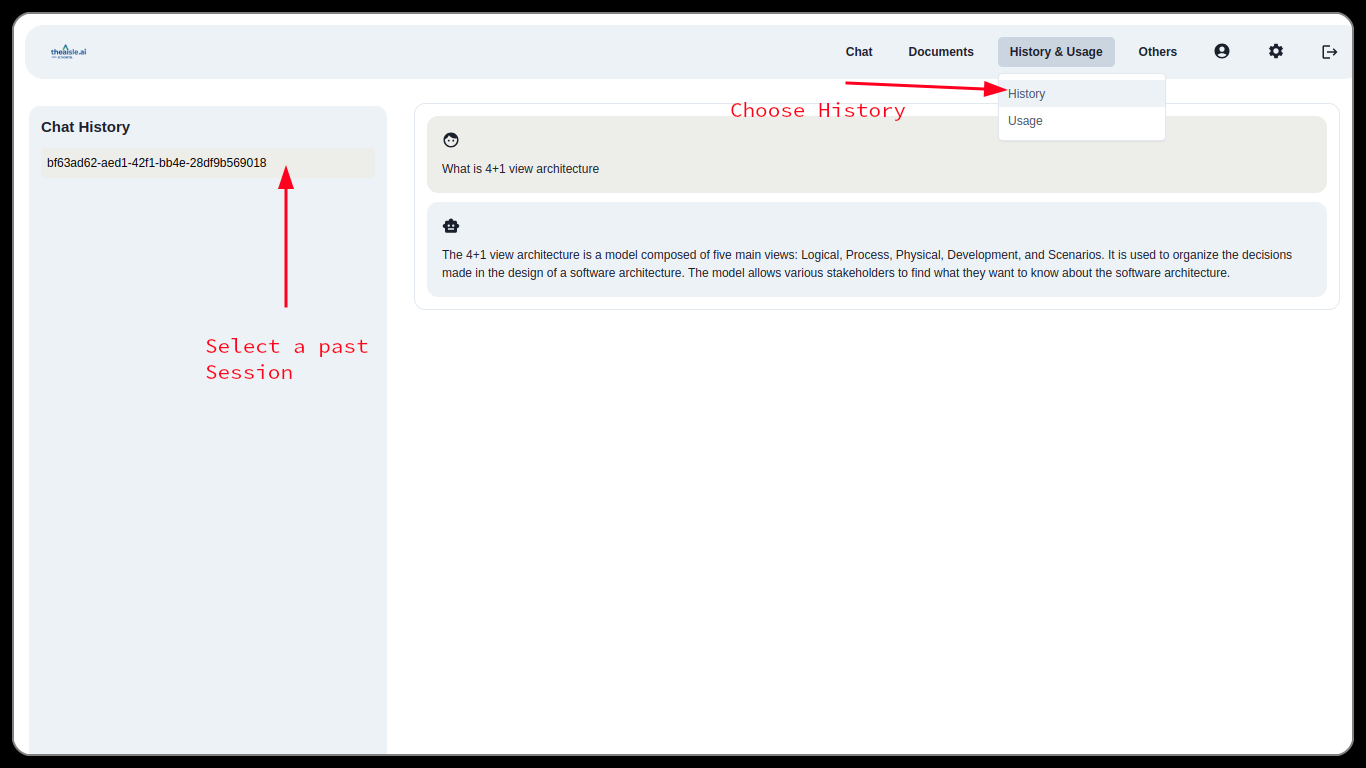 theaisle.ai
Chat
Documents
History & Usage
Others
History
Usage
Choose History
Chat History
bf63ad62-aed1-42f1-bb4e-28df9b569018
Select a past
Session
What is 4+1 view architecture
The 4+1 view architecture is a model composed of five main views: Logical, Process, Physical, Development, and Scenarios. It is used to organize the decisions
made in the design of a software architecture. The model allows various stakeholders to find what they want to know about the software architecture.